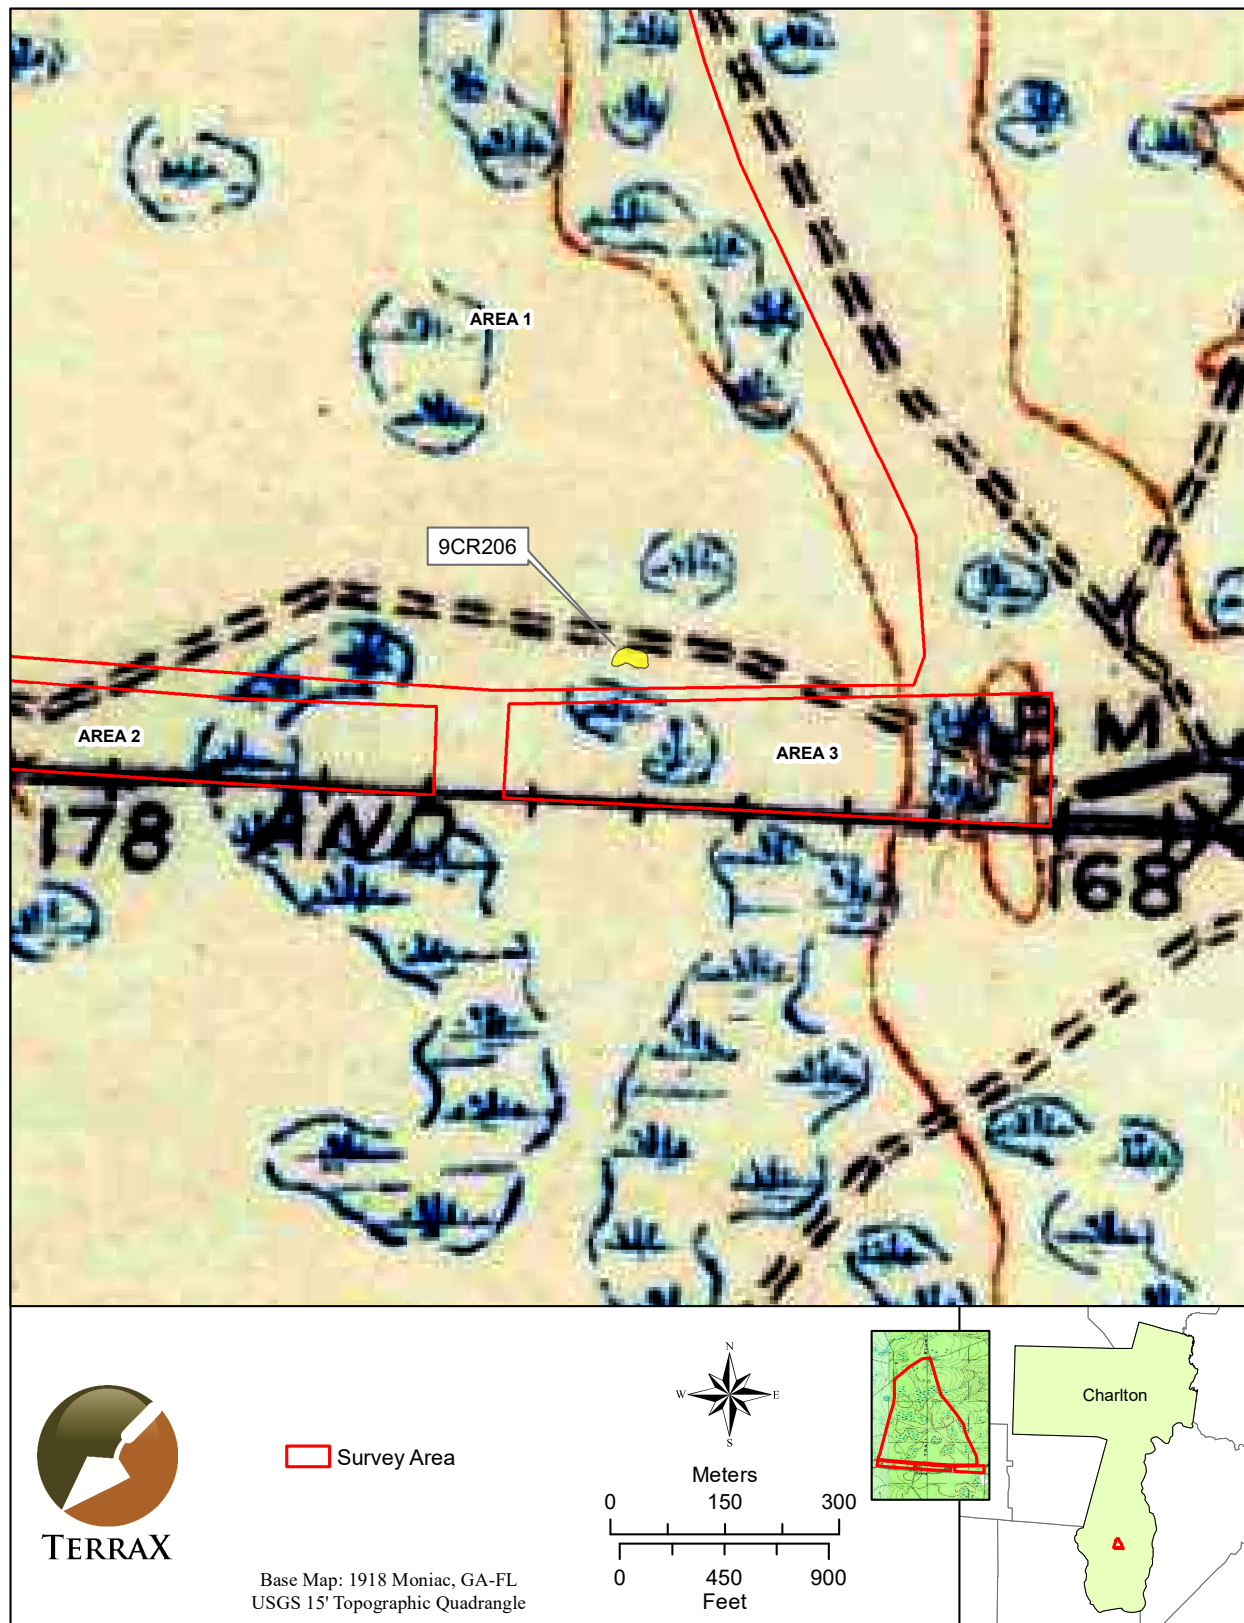 AREA 1
9CR206
AREA 2
AREA 3
M
178
AND
168
TERRAX
Survey Area
Base Map: 1918 Moniac, GA-FL
USGS 15' Topographic Quadrangle
N
W E
S
Meters
0 150 300
0 450 900
Feet
Charlton